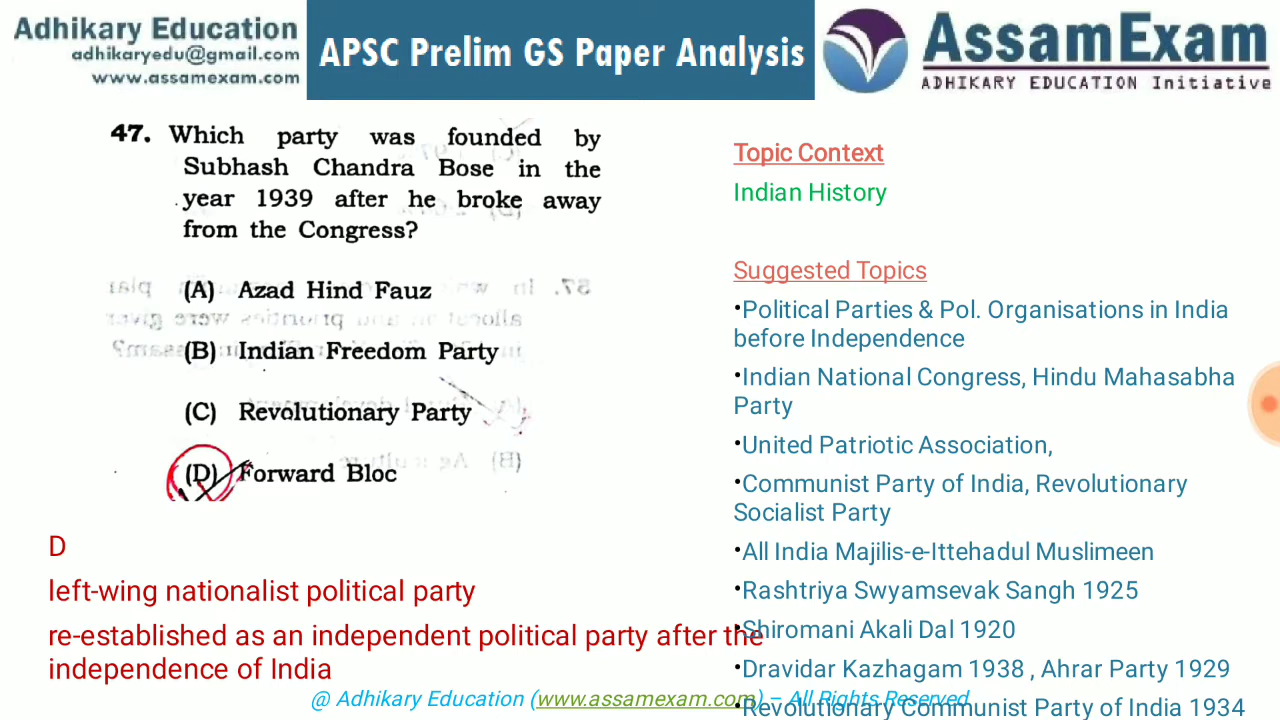 Adhikary Education
adhikaryedu@gmail.com
www.assamexam.com
APSC Prelim GS Paper Analysis
AssamExam
ADHIKARY EDUCATION Initiative
47. Which party was founded by
Subhash Chandra Bose in the
year 1939 after he broke away
from the Congress?
(A) Azad Hind Fauz
(B) Indian Freedom Party
(C) Revolutionary Party
(D) Forward Bloc
D
left-wing nationalist political party
re-established as an independent political party after the
independence of India
Topic Context
Indian History
Suggested Topics
•Political Parties & Pol. Organisations in India
before Independence
•Indian National Congress, Hindu Mahasabha
Party
•United Patriotic Association,
•Communist Party of India, Revolutionary
Socialist Party
•All India Majilis-e-Ittehadul Muslimeen
•Rashtriya Swyamsevak Sangh 1925
•Shiromani Akali Dal 1920
•Dravidar Kazhagam 1938 , Ahrar Party 1929
•Revolutionary Communist Party of India 1934
@ Adhikary Education (www.assamexam.com) – All Rights Reserved.